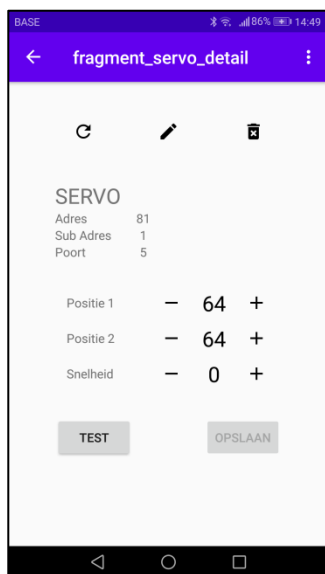 BASE 86% 14:49
fragment_servo_detail
SERVO
Adres 81
Sub Adres 1
Poort 5
Positie 1 − 64 +
Positie 2 − 64 +
Snelheid − 0 +
TEST OPSLAAN